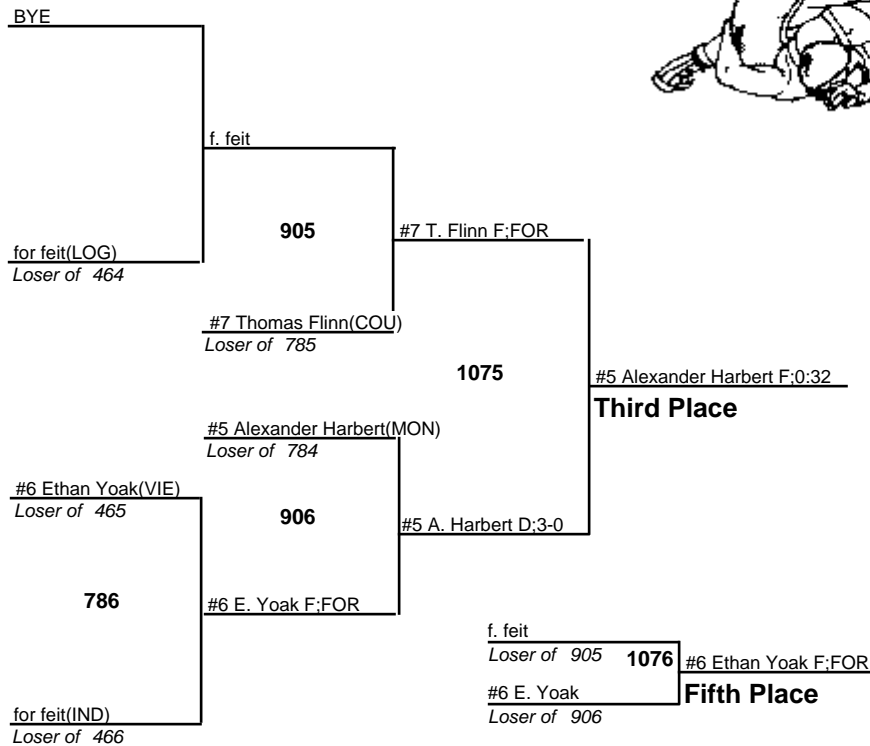 BYE
f. feit
905
#7 T. Flinn F;FOR
for feit(LOG)
Loser of 464
#7 Thomas Flinn(COU)
Loser of 785
1075
#5 Alexander Harbert F;0:32
Third Place
#5 Alexander Harbert(MON)
Loser of 784
#6 Ethan Yoak(VIE)
Loser of 465
906
#5 A. Harbert D;3-0
786
#6 E. Yoak F;FOR
f. feit
Loser of 905
1076
#6 Ethan Yoak F;FOR
Fifth Place
#6 E. Yoak
Loser of 906
for feit(IND)
Loser of 466